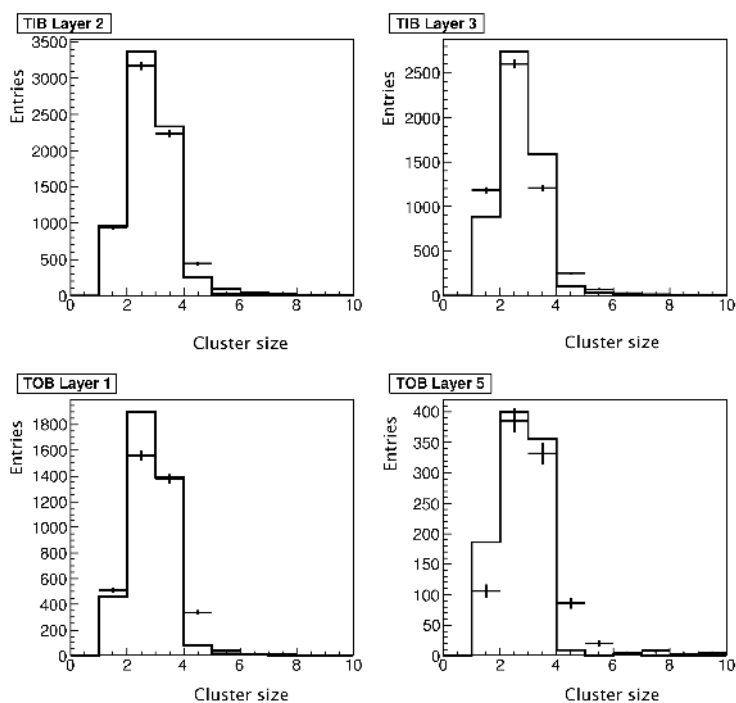 TIB Layer 2
Entries
3500
3000
2500
2000
1500
1000
500
0
0 2 4 6 8 10
Cluster size
TIB Layer 3
Entries
2500
2000
1500
1000
500
0
0 2 4 6 8 10
Cluster size
TOB Layer 1
Entries
1800
1600
1400
1200
1000
800
600
400
200
0
0 2 4 6 8 10
Cluster size
TOB Layer 5
Entries
400
350
300
250
200
150
100
50
0
0 2 4 6 8 10
Cluster size